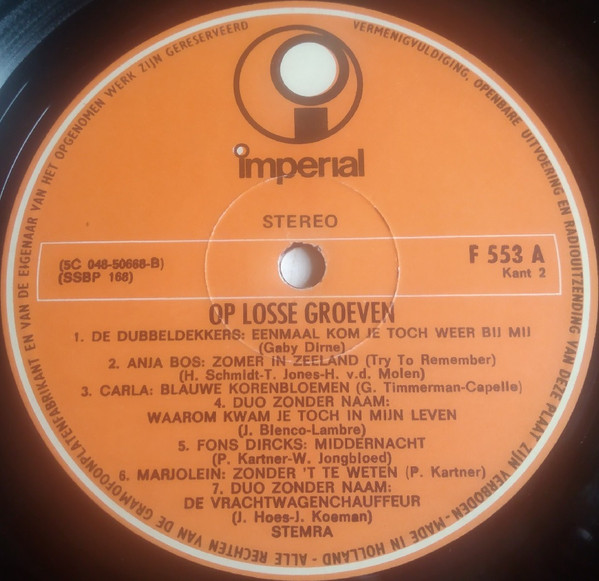 imperial
STEREO
(5C 048-50668-B)
(SSBP 168)
F 553 A
Kant 2
OP LOSSE GROEVEN
1. DE DUBBELDEKKERS: EENMAAL KOM JE TOCH WEER BIJ MIJ
(Gaby Dirne)
2. ANJA BOS: ZOMER IN ZEELAND (Try To Remember)
(H. Schmidt-T. Jones-H. v.d. Molen)
3. CARLA: BLAUWE KORENBLOEMEN (G. Timmerman-Capelle)
4. DUO ZONDER NAAM:
WAAROM KWAM JE TOCH IN MIJN LEVEN
(J. Blenco-Lambre)
5. FONS DIRCKS: MIDDERNACHT
(P. Kartner-W. Jongbloed)
6. MARJOLEIN: ZONDER 'T TE WETEN (P. Kartner)
7. DUO ZONDER NAAM:
DE VRACHTWAGENCHAUFFEUR
(J. Hoes-J. Koeman)
STEMRA
ALLE RECHTEN VAN DE GRAMOFOONPLATENFABRIKANT EN VAN DE EIGENAAR VAN HET OPGENOMEN WERK ZIJN GERESERVEERD
VERMENIGVULDIGING, OPENBARE UITVOERING EN RADIOUITZENDING VAN DEZE PLAAT ZIJN VERBODEN - MADE IN HOLLAND -